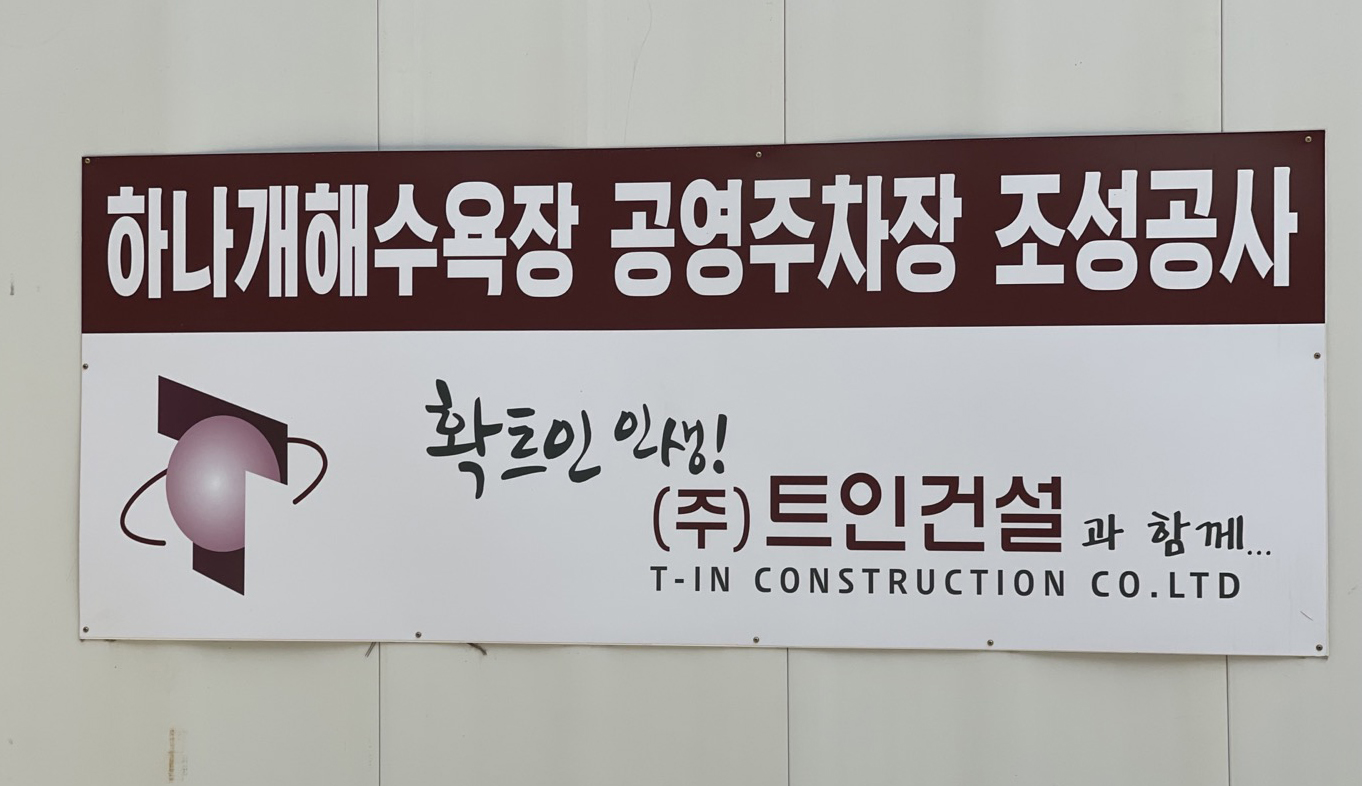 하나개해수욕장 공영주차장 조성공사
확트인 인생!
(주)트인건설과 함께...
T-IN CONSTRUCTION CO.LTD